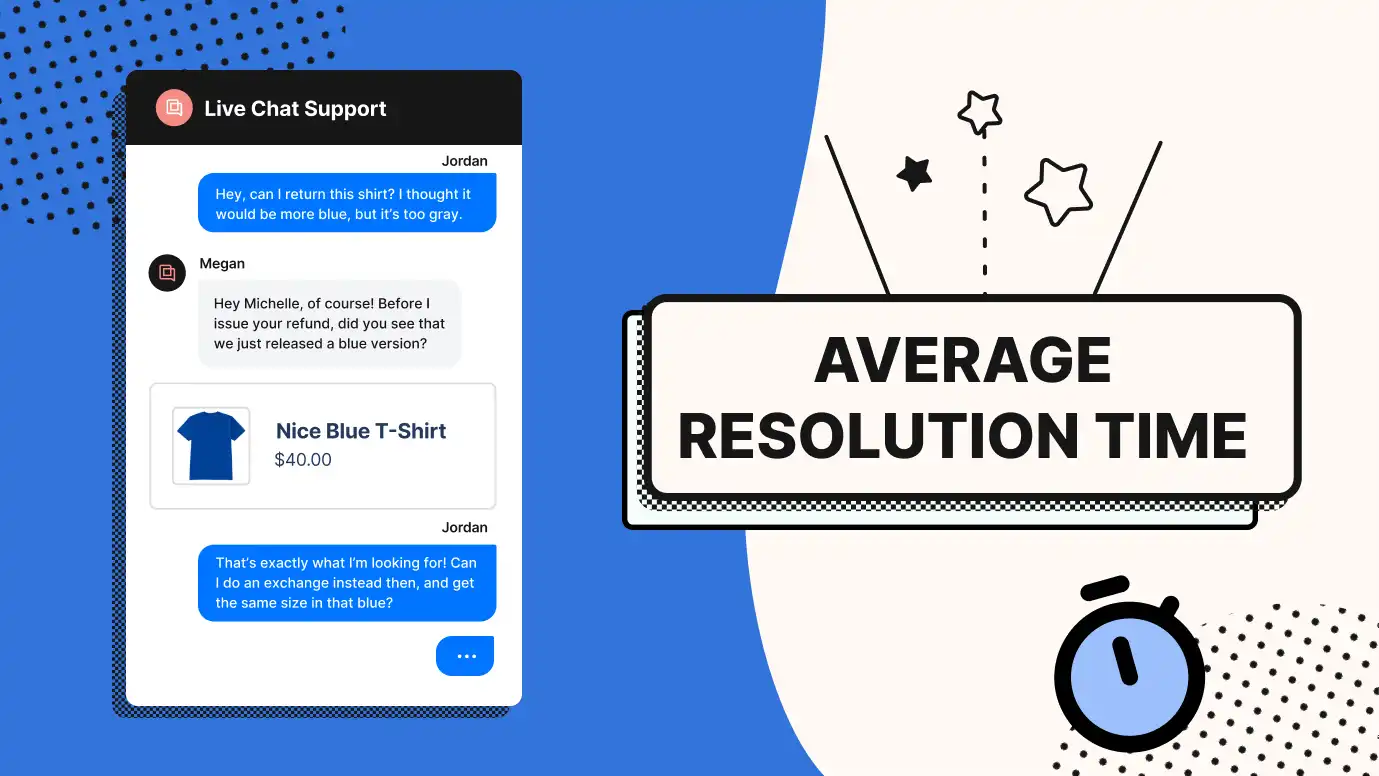 Live Chat Support
Jordan
Hey, can I return this shirt? I thought it
would be more blue, but it’s too gray.
Megan
Hey Michelle, of course! Before I
issue your refund, did you see that
we just released a blue version?
Nice Blue T-Shirt
$40.00
Jordan
That’s exactly what I’m looking for! Can
I do an exchange instead then, and get
the same size in that blue?
...
AVERAGE
RESOLUTION TIME